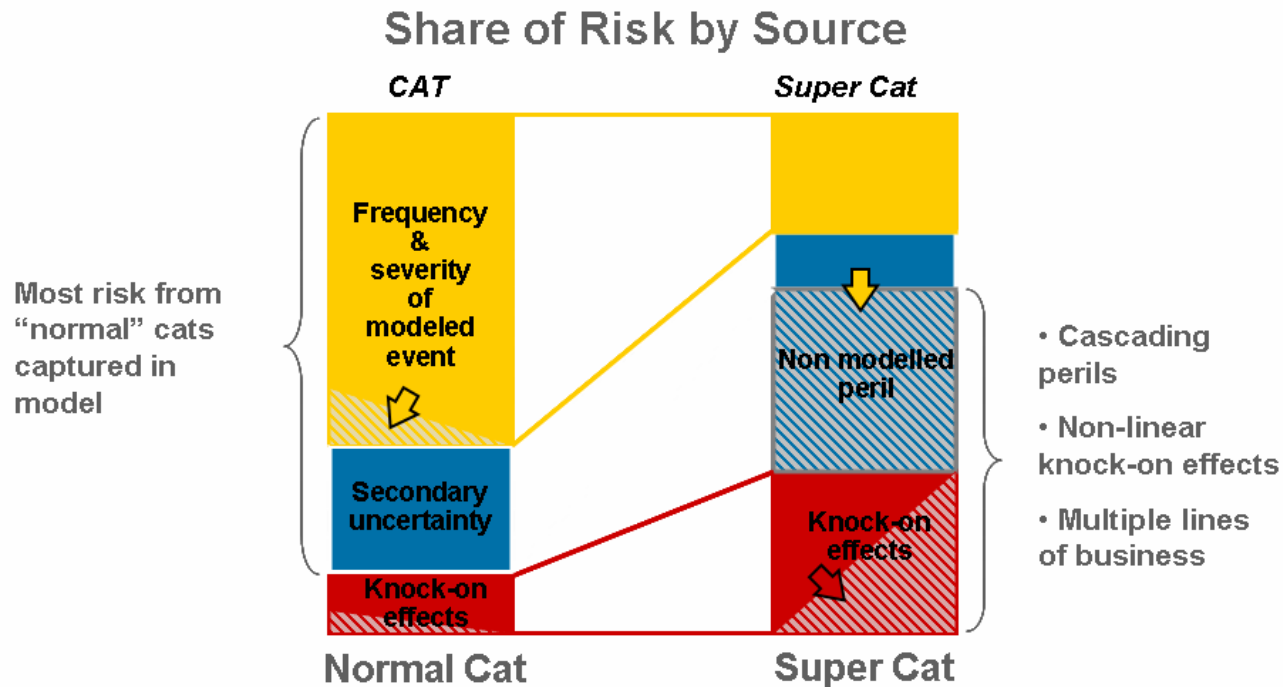 Share of Risk by Source
CAT
Super Cat
Most risk from
“normal” cats
captured in
model
Frequency
&
severity
of
modeled
event
Secondary
uncertainty
Knock-on
effects
Non modelled
peril
Knock-on
effects
• Cascading
perils
• Non-linear
knock-on effects
• Multiple lines
of business
Normal Cat
Super Cat